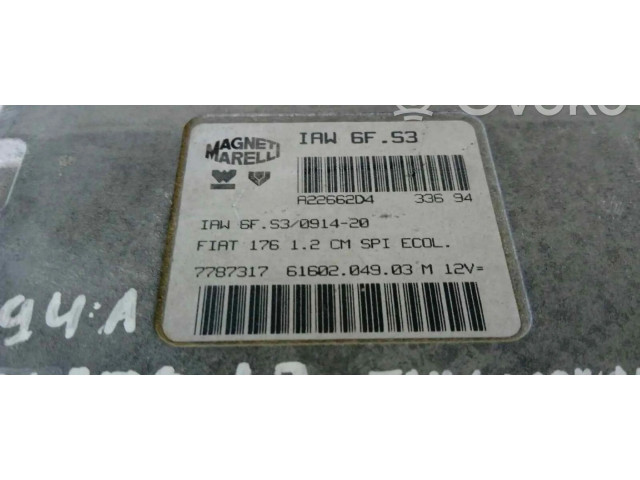 MAGNETI MARELLI
IAW 6F.S3
A22662D4 336 94
IAW 6F.S3/0914-20
FIAT 176 1.2 CM SPI ECOL.
7787317 61602.049.03 M 12V=
94:A